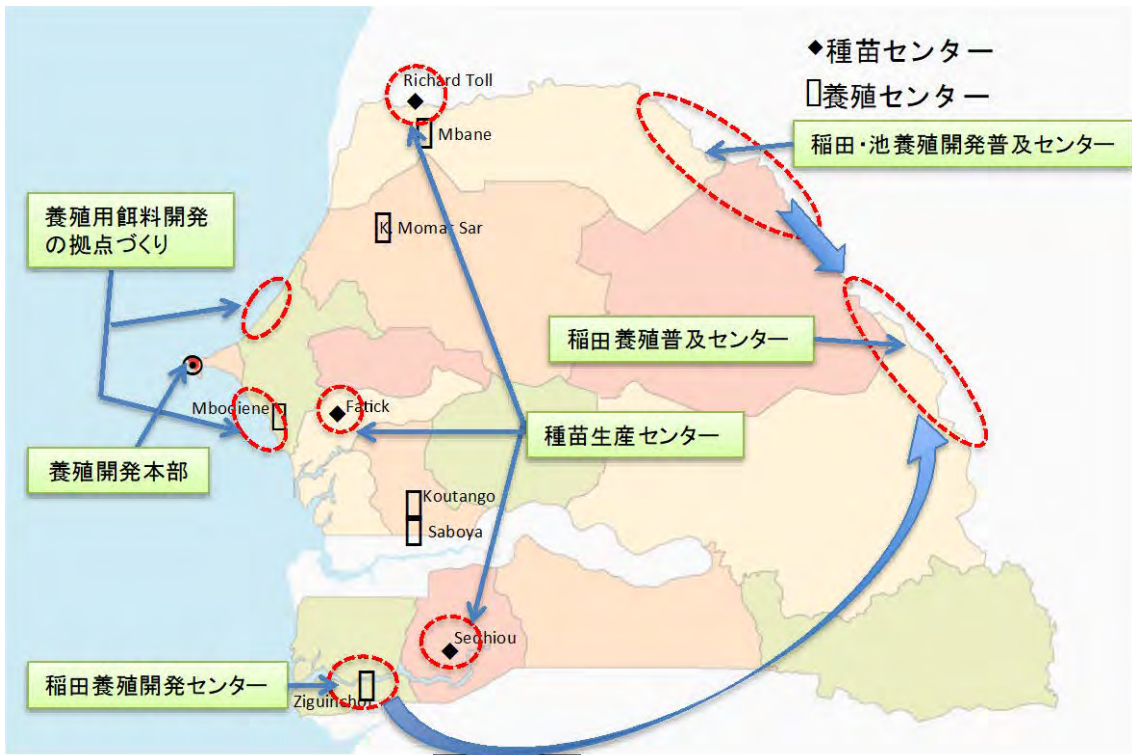 ◆種苗センター
▯養殖センター
Richard Toll
Mbane
稲田・池養殖開発普及センター
養殖用餌料開発
の拠点づくり
K. Momar Sar
稲田養殖普及センター
Mbodiene
Fatick
種苗生産センター
養殖開発本部
Koutango
Saboya
Sedhiou
稲田養殖開発センター
Ziguinchor